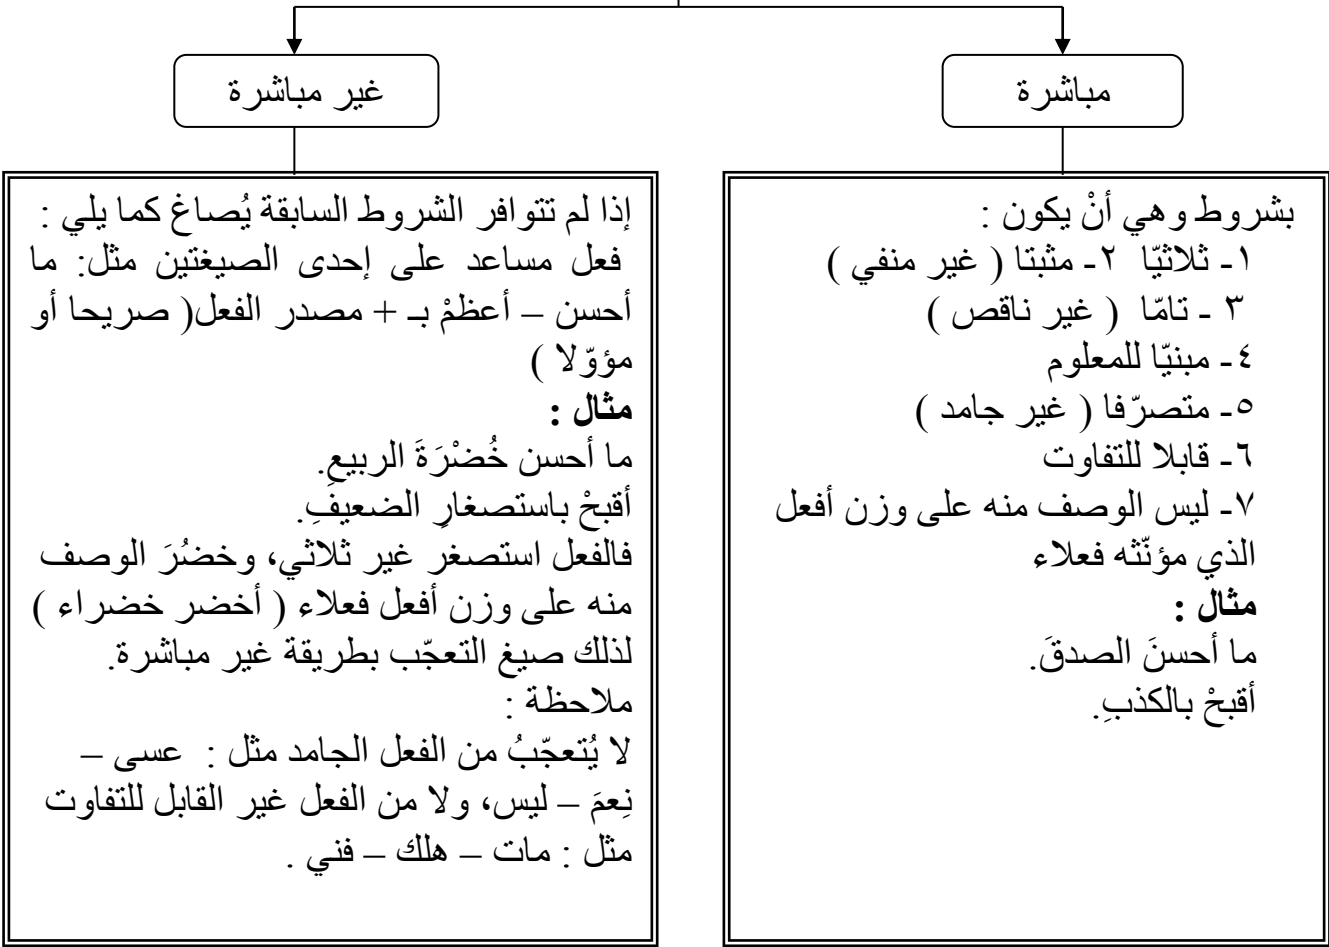 مباشرة
بشروط وهي أنْ يكون :
١- ثلاثيّا ٢- مثبتا ( غير منفي )
٣ - تامّا ( غير ناقص )
٤- مبنيّا للمعلوم
٥- متصرّفا ( غير جامد )
٦- قابلا للتفاوت
٧- ليس الوصف منه على وزن أفعل
الذي مؤنّثه فعلاء
مثال :
ما أحسنَ الصدقَ.
أقبحْ بالكذبِ.
غير مباشرة
إذا لم تتوافر الشروط السابقة يُصاغ كما يلي :
فعل مساعد على إحدى الصيغتين مثل: ما
أحسن – أعظمْ بـ + مصدر الفعل( صريحا أو
مؤوّلا )
مثال :
ما أحسن خُضْرَةَ الربيعِ.
أقبحْ باستصغارِ الضعيفِ.
فالفعل استصغرَ غير ثلاثي، وخضُرَ الوصف
منه على وزن أفعل فعلاء ( أخضر خضراء )
لذلك صيغ التعجّب بطريقة غير مباشرة.
ملاحظة :
لا يُتعجّبُ من الفعل الجامد مثل : عسى –
نِعمَ – ليس، ولا من الفعل غير القابل للتفاوت
مثل : مات – هلك – فني .